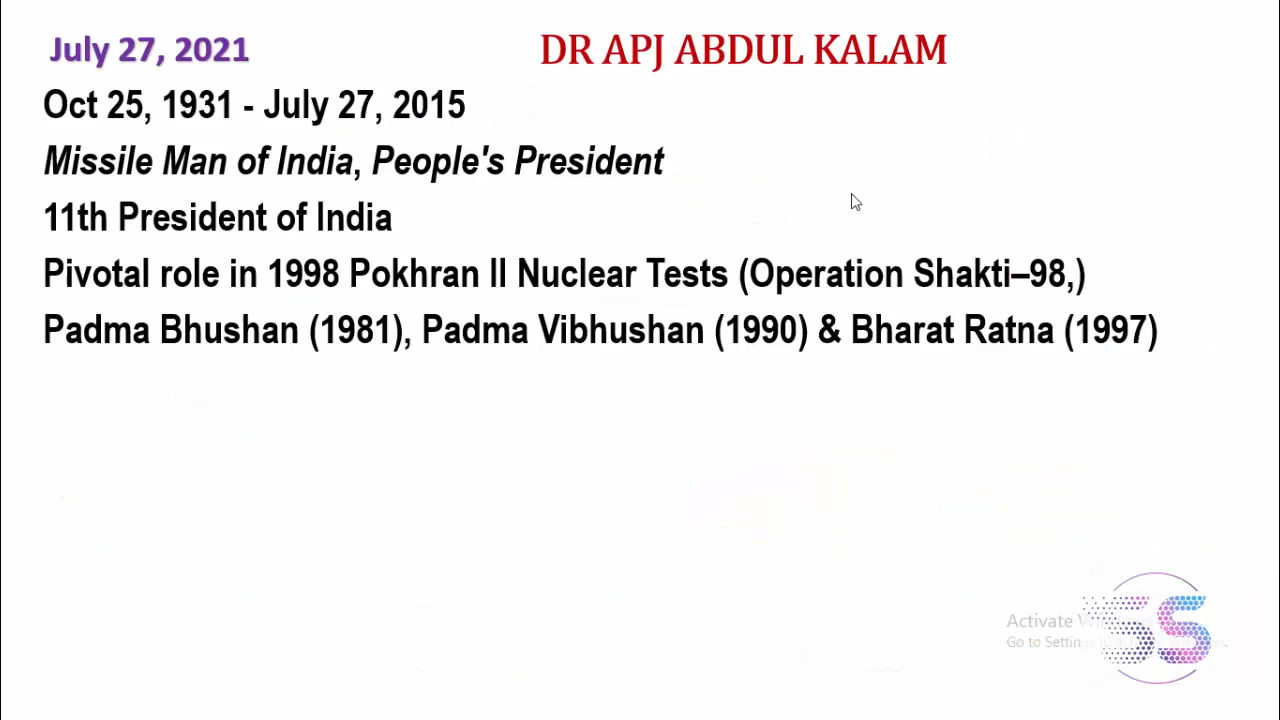 July 27, 2021
DR APJ ABDUL KALAM
Oct 25, 1931 - July 27, 2015
Missile Man of India, People's President
11th President of India
Pivotal role in 1998 Pokhran II Nuclear Tests (Operation Shakti–98,)
Padma Bhushan (1981), Padma Vibhushan (1990) & Bharat Ratna (1997)
Activate
Go to Settings
SS